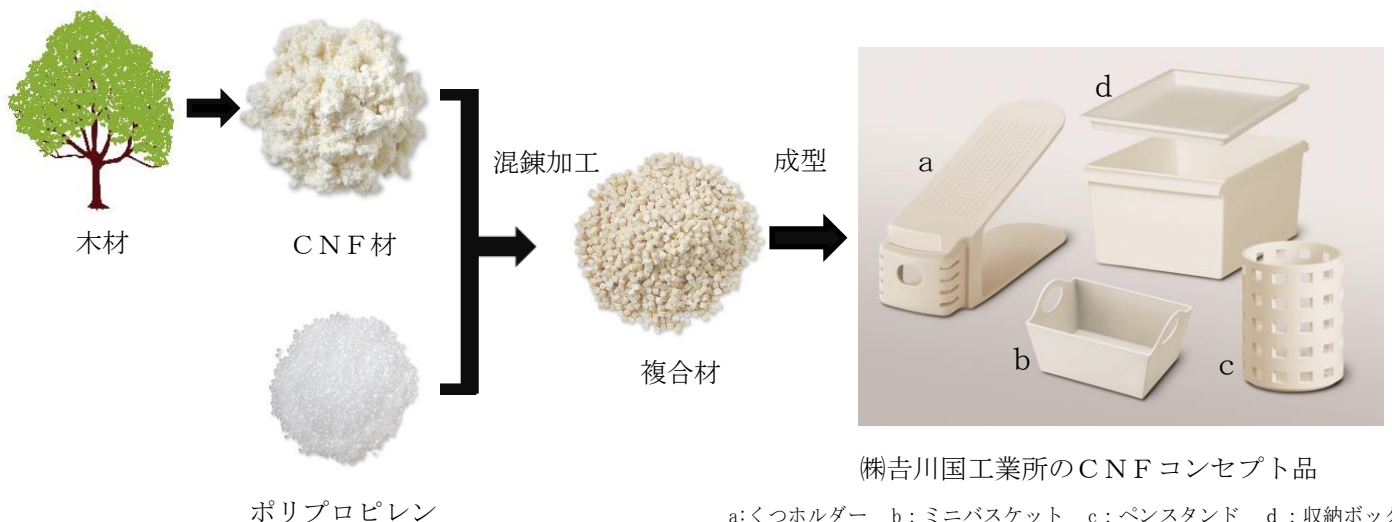 木材
CNF材
ポリプロピレン
混錬加工
複合材
成型
a
b
c
d
㈱𠮷川国工業所のCNFコンセプト品
a:くつホルダー b:ミニバスケット c:ペンスタンド d:収納ボック